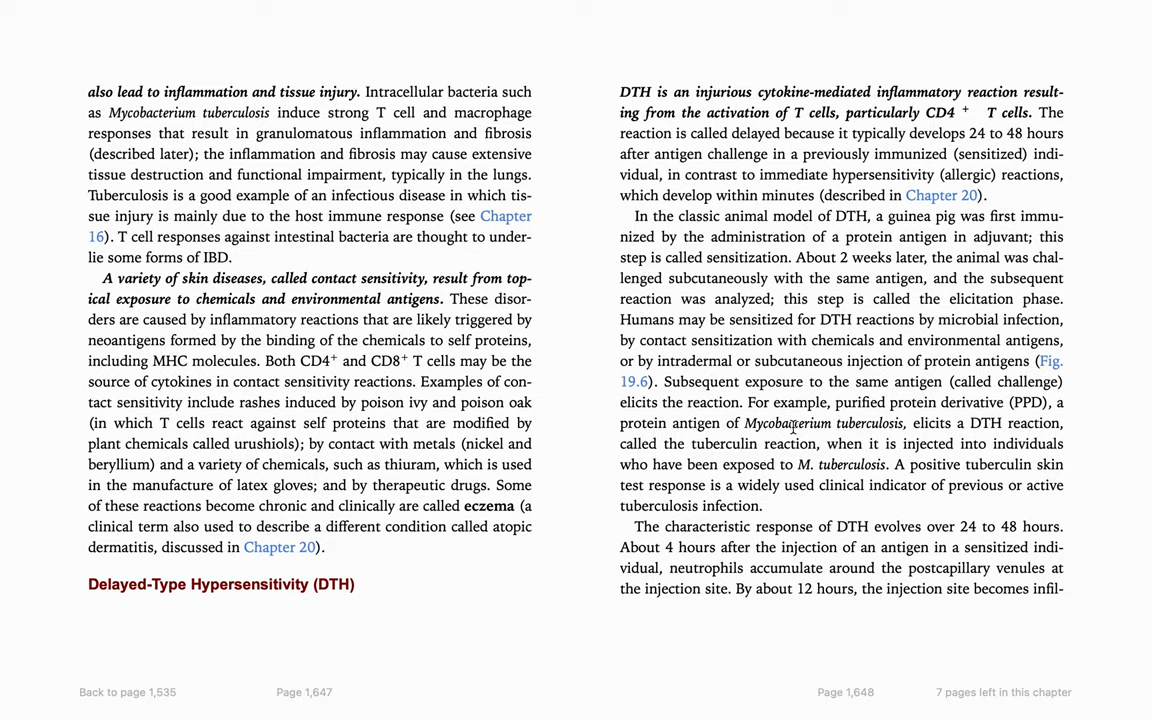 also lead to inflammation and tissue injury. Intracellular bacteria such
as Mycobacterium tuberculosis induce strong T cell and macrophage
responses that result in granulomatous inflammation and fibrosis
(described later); the inflammation and fibrosis may cause extensive
tissue destruction and functional impairment, typically in the lungs.
Tuberculosis is a good example of an infectious disease in which tis-
sue injury is mainly due to the host immune response (see Chapter
16). T cell responses against intestinal bacteria are thought to under-
lie some forms of IBD.
A variety of skin diseases, called contact sensitivity, result from top-
ical exposure to chemicals and environmental antigens. These disor-
ders are caused by inflammatory reactions that are likely triggered by
neoantigens formed by the binding of the chemicals to self proteins,
including MHC molecules. Both CD4⁺ and CD8⁺ T cells may be the
source of cytokines in contact sensitivity reactions. Examples of con-
tact sensitivity include rashes induced by poison ivy and poison oak
(in which T cells react against self proteins that are modified by
plant chemicals called urushiols); by contact with metals (nickel and
beryllium) and a variety of chemicals, such as thiuram, which is used
in the manufacture of latex gloves; and by therapeutic drugs. Some
of these reactions become chronic and clinically are called eczema (a
clinical term also used to describe a different condition called atopic
dermatitis, discussed in Chapter 20).
Delayed-Type Hypersensitivity (DTH)
DTH is an injurious cytokine-mediated inflammatory reaction result-
ing from the activation of T cells, particularly CD4 ⁺ T cells. The
reaction is called delayed because it typically develops 24 to 48 hours
after antigen challenge in a previously immunized (sensitized) indi-
vidual, in contrast to immediate hypersensitivity (allergic) reactions,
which develop within minutes (described in Chapter 20).
In the classic animal model of DTH, a guinea pig was first immu-
nized by the administration of a protein antigen in adjuvant; this
step is called sensitization. About 2 weeks later, the animal was chal-
lenged subcutaneously with the same antigen, and the subsequent
reaction was analyzed; this step is called the elicitation phase.
Humans may be sensitized for DTH reactions by microbial infection,
by contact sensitization with chemicals and environmental antigens,
or by intradermal or subcutaneous injection of protein antigens (Fig.
19.6). Subsequent exposure to the same antigen (called challenge)
elicits the reaction. For example, purified protein derivative (PPD), a
protein antigen of Mycobacterium tuberculosis, elicits a DTH reaction,
called the tuberculin reaction, when it is injected into individuals
who have been exposed to M. tuberculosis. A positive tuberculin skin
test response is a widely used clinical indicator of previous or active
tuberculosis infection.
The characteristic response of DTH evolves over 24 to 48 hours.
About 4 hours after the injection of an antigen in a sensitized indi-
vidual, neutrophils accumulate around the postcapillary venules at
the injection site. By about 12 hours, the injection site becomes infil-
Back to page 1,535
Page 1,647
Page 1,648
7 pages left in this chapter